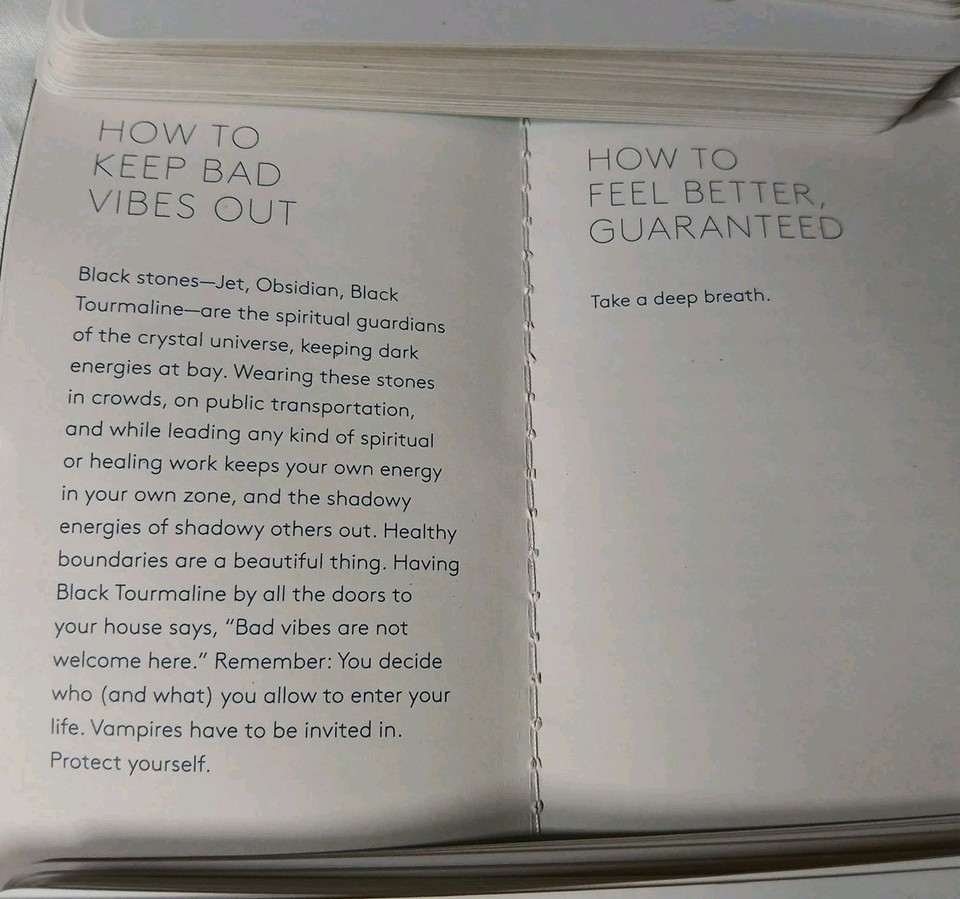 HOW TO
KEEP BAD
VIBES OUT
Black stones—Jet, Obsidian, Black
Tourmaline—are the spiritual guardians
of the crystal universe, keeping dark
energies at bay. Wearing these stones
in crowds, on public transportation,
and while leading any kind of spiritual
or healing work keeps your own energy
in your own zone, and the shadowy
energies of shadowy others out. Healthy
boundaries are a beautiful thing. Having
Black Tourmaline by all the doors to
your house says, “Bad vibes are not
welcome here.” Remember: You decide
who (and what) you allow to enter your
life. Vampires have to be invited in.
Protect yourself.
HOW TO
FEEL BETTER,
GUARANTEED
Take a deep breath.